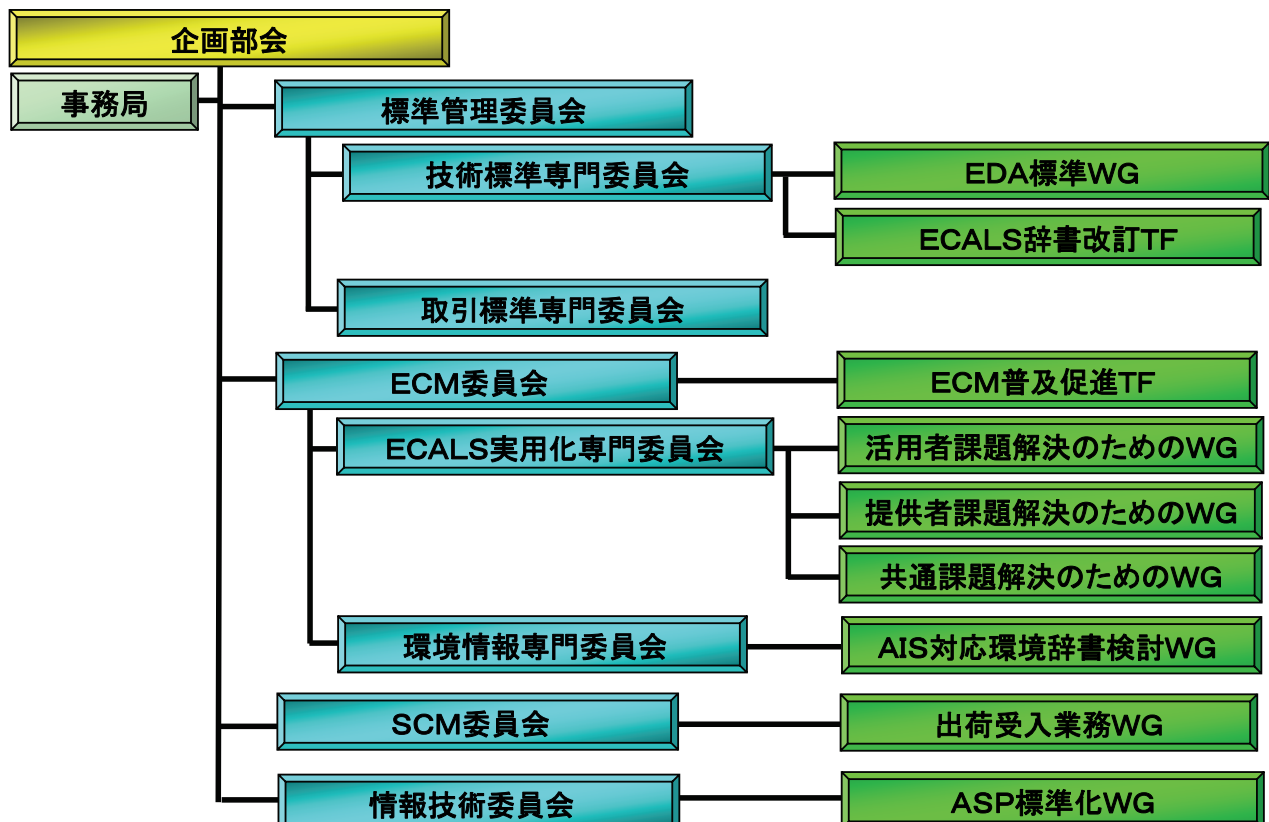 企画部会
事務局
標準管理委員会
技術標準専門委員会
EDA標準WG
ECALS辞書改訂TF
取引標準専門委員会
ECM委員会
ECM普及促進TF
ECALS実用化専門委員会
活用者課題解決のためのWG
提供者課題解決のためのWG
共通課題解決のためのWG
環境情報専門委員会
AIS対応環境辞書検討WG
SCM委員会
出荷受入業務WG
情報技術委員会
ASP標準化WG